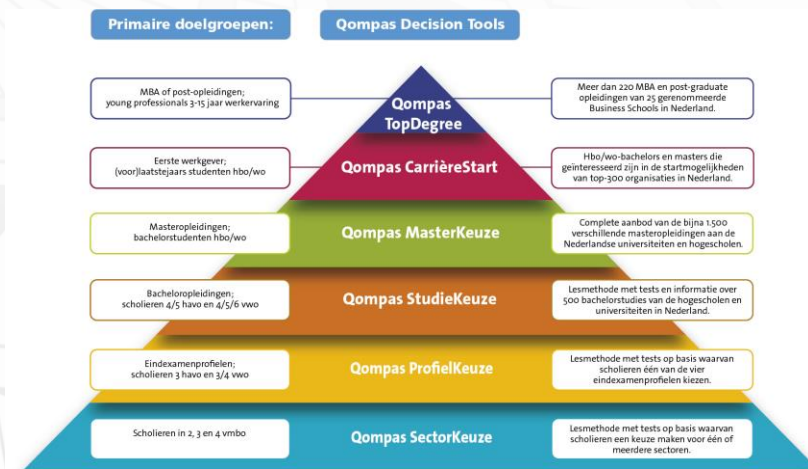 Primaire doelgroepen:
Qompas Decision Tools
MBA of post-opleidingen;
young professionals 3-15 jaar werkervaring
Qompas
TopDegree
Meer dan 220 MBA en post-graduate
opleidingen van 25 gerenommeerde
Business Schools in Nederland.
Eerste werkgever;
(voor)laatstejaars studenten hbo/wo
Qompas CarrièreStart
Hbo/wo-bachelors en masters die
geïnteresseerd zijn in de startmogelijkheden
van top-300 organisaties in Nederland.
Masteropleidingen;
bachelorstudenten hbo/wo
Qompas MasterKeuze
Complete aanbod van de bijna 1.500
verschillende masteropleidingen aan de
Nederlandse universiteiten en hogescholen.
Bacheloropleidingen;
scholieren 4/5 havo en 4/5/6 vwo
Qompas StudieKeuze
Lesmethode met tests en informatie over
500 bachelorstudies van de hogescholen en
universiteiten in Nederland.
Eindexamenprofielen;
scholieren 3 havo en 3/4 vwo
Qompas ProfielKeuze
Lesmethode met tests op basis waarvan
scholieren één van de vier
eindexamenprofielen kiezen.
Scholieren in 2, 3 en 4 vmbo
Qompas SectorKeuze
Lesmethode met tests op basis waarvan
scholieren een keuze maken voor één of
meerdere sectoren.